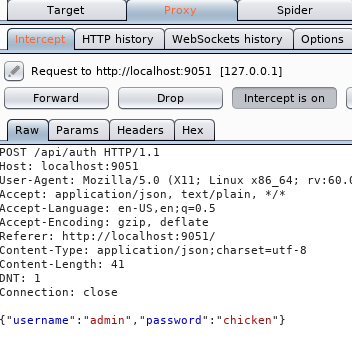 Target Proxy Spider
Intercept HTTP history WebSockets history Options
Request to http://localhost:9051 [127.0.0.1]
Forward Drop Intercept is on
Raw Params Headers Hex
POST /api/auth HTTP/1.1
Host: localhost:9051
User-Agent: Mozilla/5.0 (X11; Linux x86_64; rv:60.0
Accept: application/json, text/plain, */*
Accept-Language: en-US,en;q=0.5
Accept-Encoding: gzip, deflate
Referer: http://localhost:9051/
Content-Type: application/json;charset=utf-8
Content-Length: 41
DNT: 1
Connection: close
{"username":"admin","password":"chicken"}